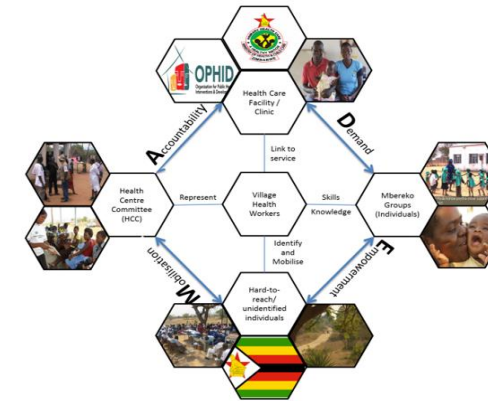 OPHID
Organization for Public Health
Interventions & Development
Health Care
Facility /
Clinic
Accountability
Demand
Link to
service
Health
Centre
Committee
(HCC)
Represent
Village
Health
Workers
Skills
Knowledge
Mbereko
Groups
(Individuals)
Identify
and
Mobilise
Mobilisation
Empowerment
Hard-to-
reach/
unidentified
individuals